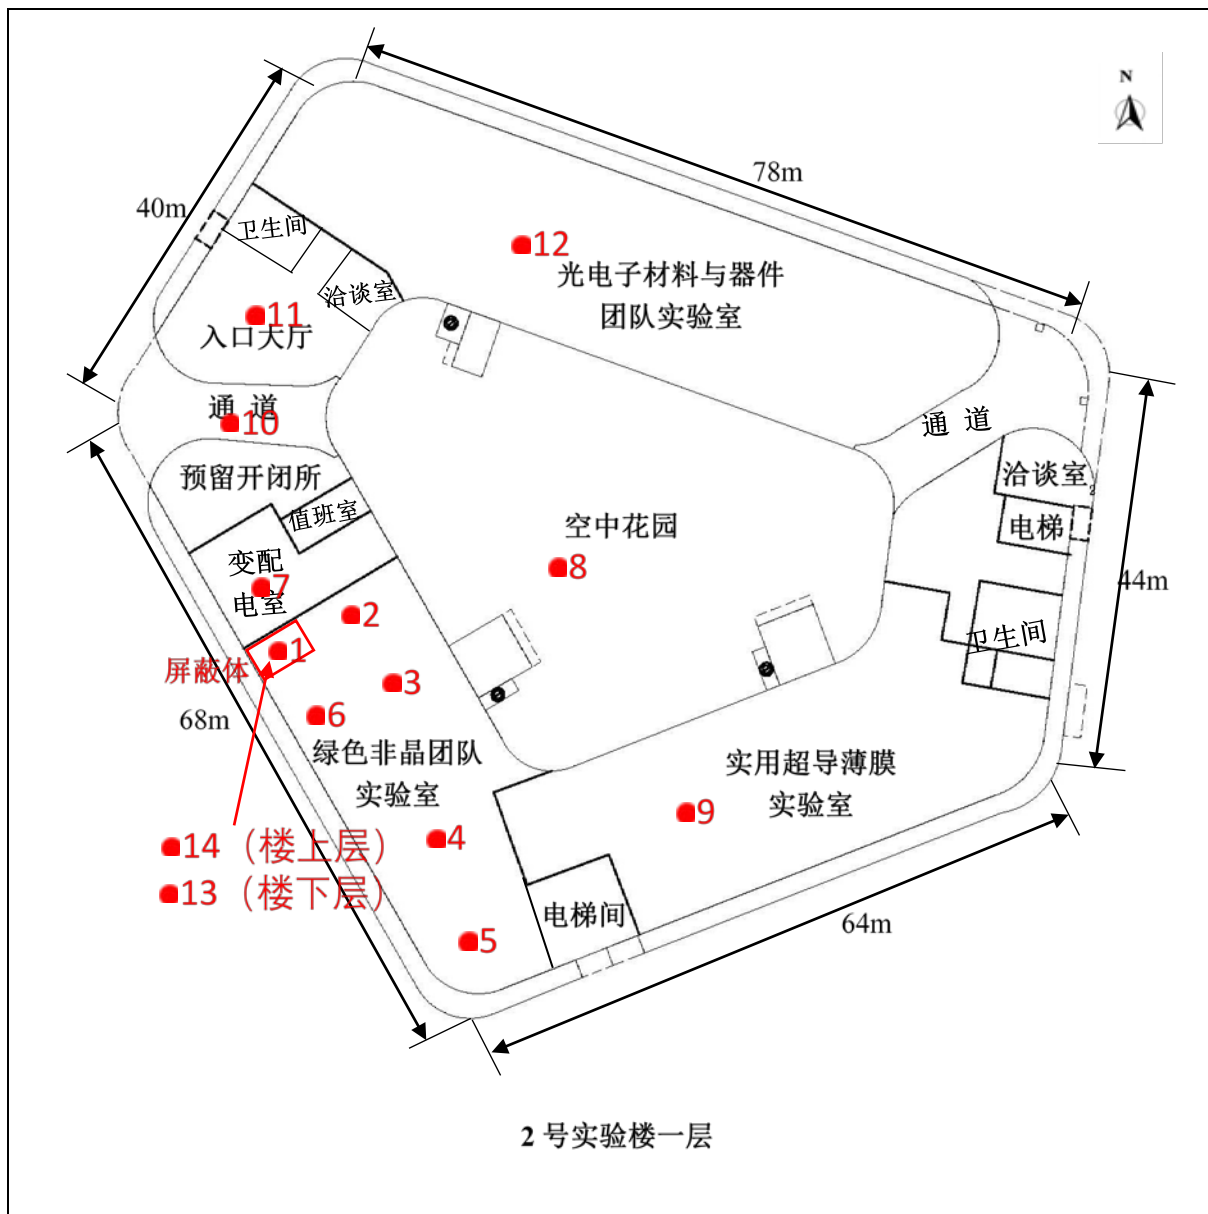 N
78m
40m
卫生间
12
光电子材料与器件
团队实验室
洽谈室
11
入口大厅
通 道
10
通 道
预留开闭所
洽谈室
2
值班室
电梯
空中花园
变配
电室
7
8
44m
2
卫生间
1
屏蔽体
3
68m
6
绿色非晶团队
实验室
实用超导薄膜
实验室
9
4
14（楼上层）
13（楼下层）
电梯间
64m
5
2 号实验楼一层